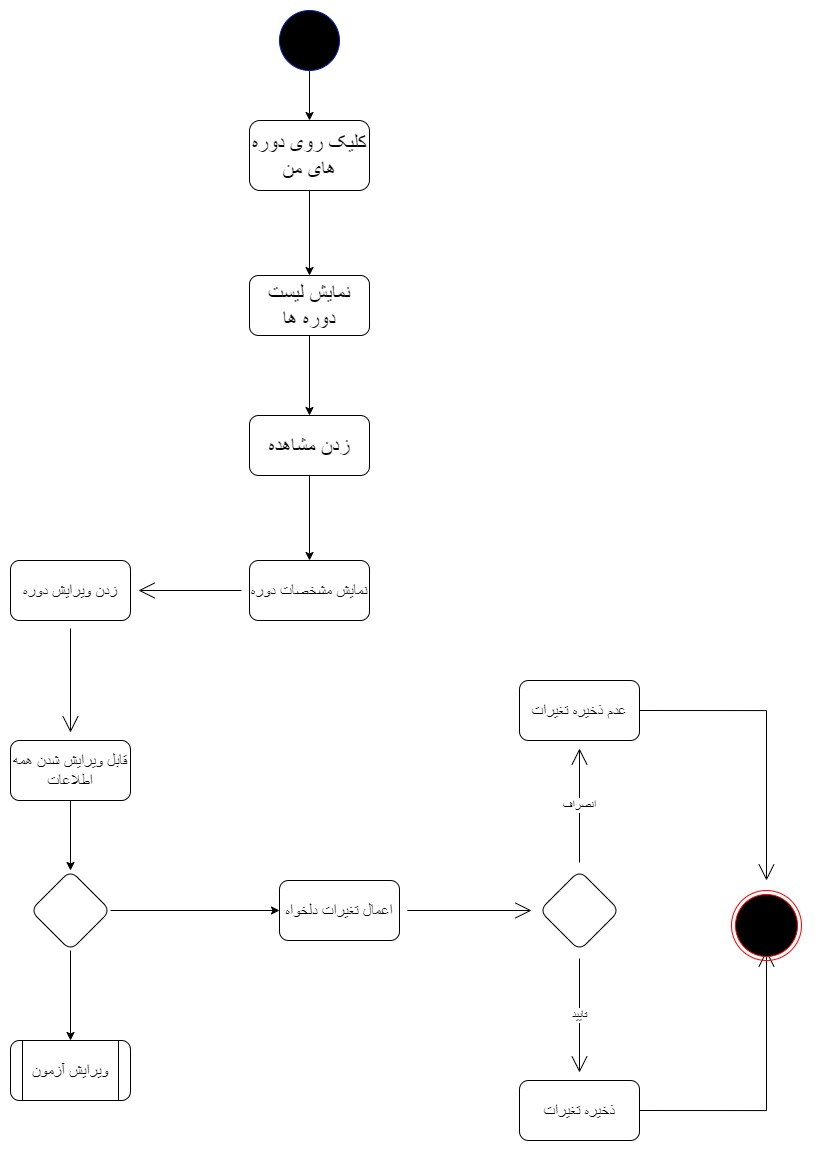 کلیک روی دوره
های من
نمایش لیست
دوره ها
زدن مشاهده
نمایش مشخصات دوره
زدن ویرایش دوره
قابل ویرایش شدن همه
اطلاعات
عدم ذخیره تغیرات
انصراف
اعمال تغیرات دلخواه
تایید
ویرایش آزمون
ذخیره تغیرات